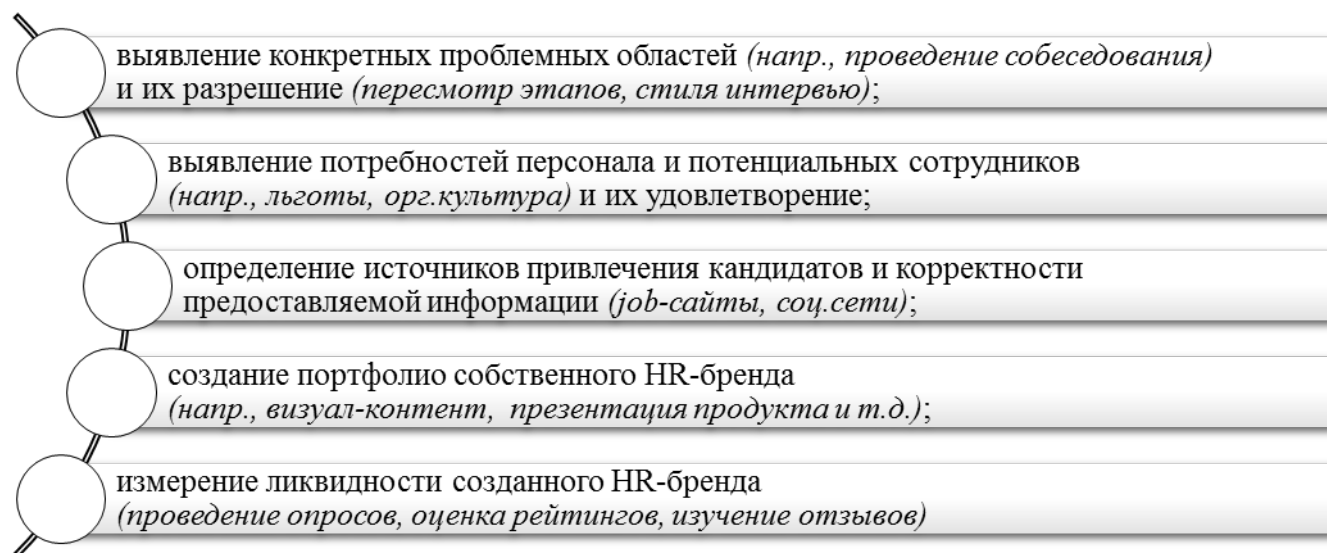 выявление конкретных проблемных областей (напр., проведение собеседования)
и их разрешение (пересмотр этапов, стиля интервью);
выявление потребностей персонала и потенциальных сотрудников
(напр., льготы, орг.культура) и их удовлетворение;
определение источников привлечения кандидатов и корректности
предоставляемой информации (job-сайты, соц.сети);
создание портфолио собственного HR-бренда
(напр., визуал-контент, презентация продукта и т.д.);
измерение ликвидности созданного HR-бренда
(проведение опросов, оценка рейтингов, изучение отзывов)